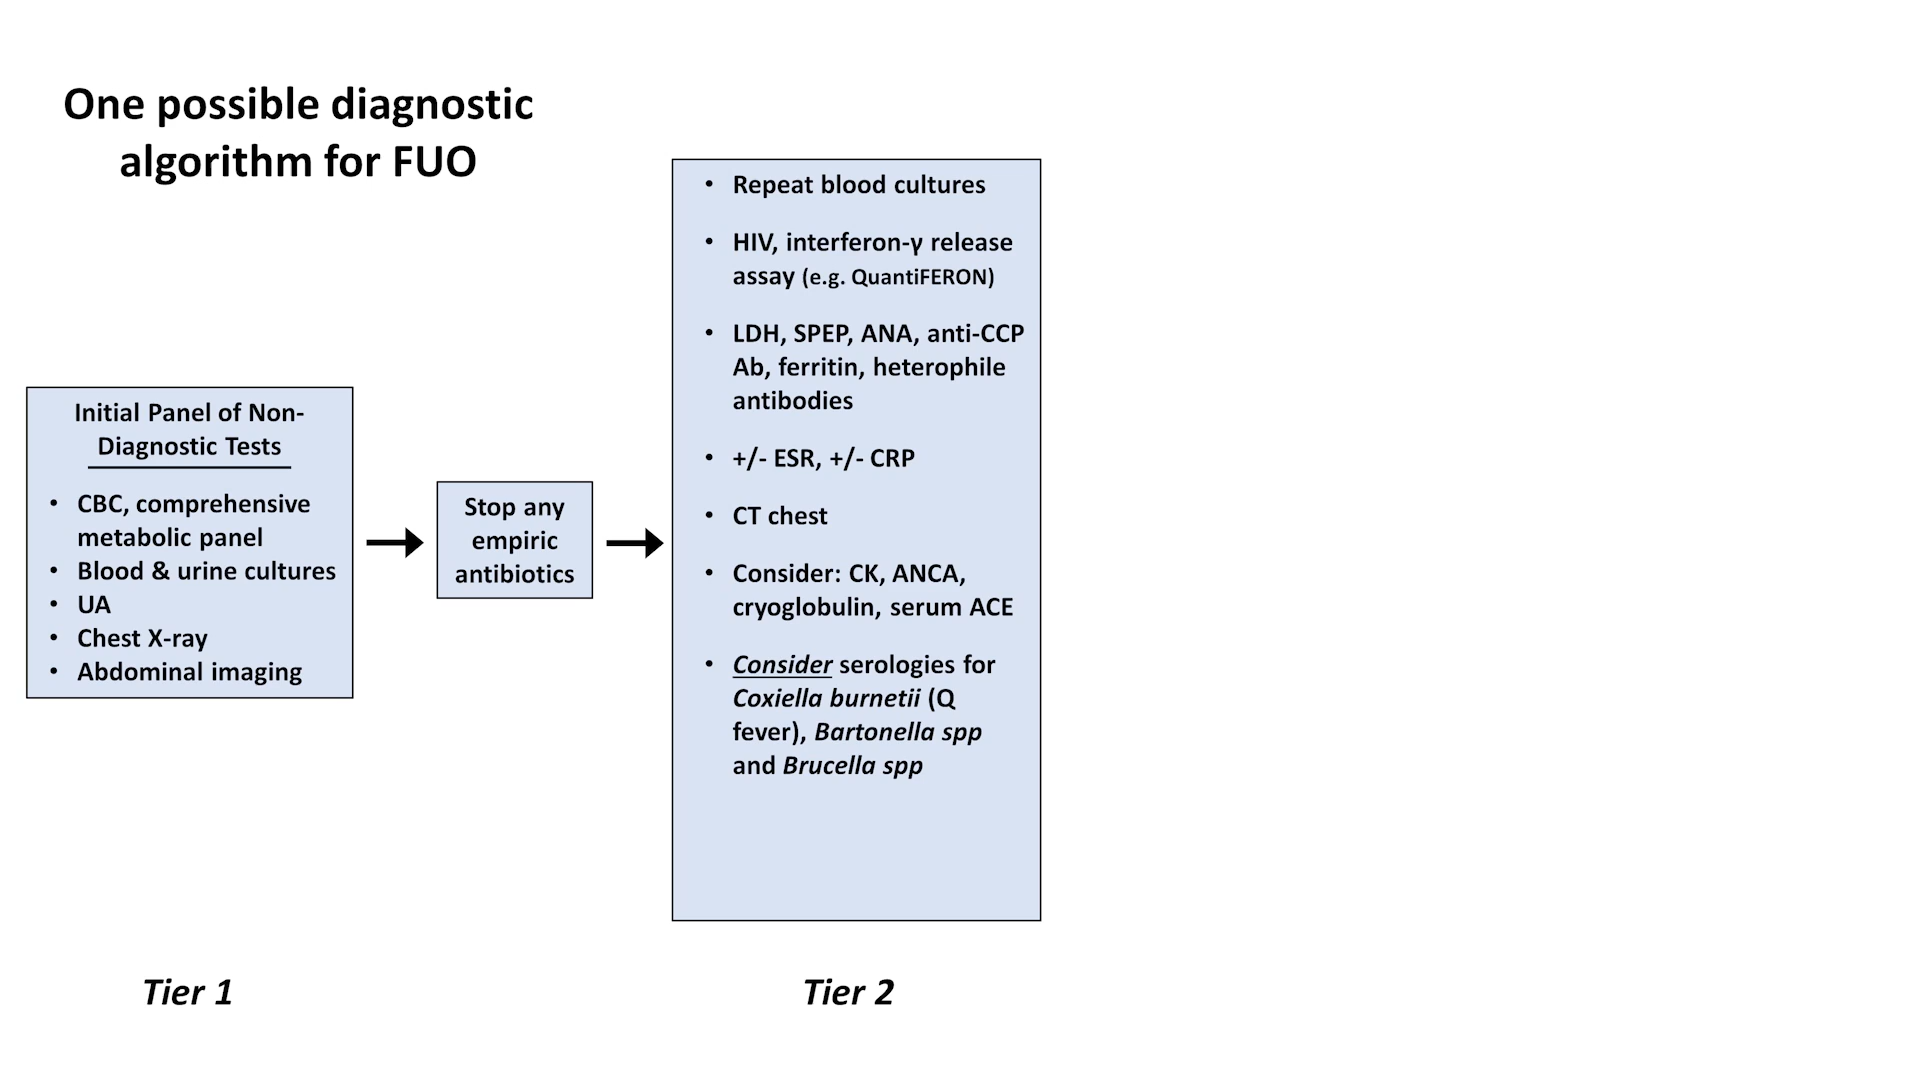 One possible diagnostic
algorithm for FUO
Initial Panel of Non-
Diagnostic Tests
• CBC, comprehensive
metabolic panel
• Blood & urine cultures
• UA
• Chest X-ray
• Abdominal imaging
Stop any
empiric
antibiotics
• Repeat blood cultures
• HIV, interferon-γ release
assay (e.g. QuantiFERON)
• LDH, SPEP, ANA, anti-CCP
Ab, ferritin, heterophile
antibodies
• +/- ESR, +/- CRP
• CT chest
• Consider: CK, ANCA,
cryoglobulin, serum ACE
• Consider serologies for
Coxiella burnetii (Q
fever), Bartonella spp
and Brucella spp
Tier 1
Tier 2